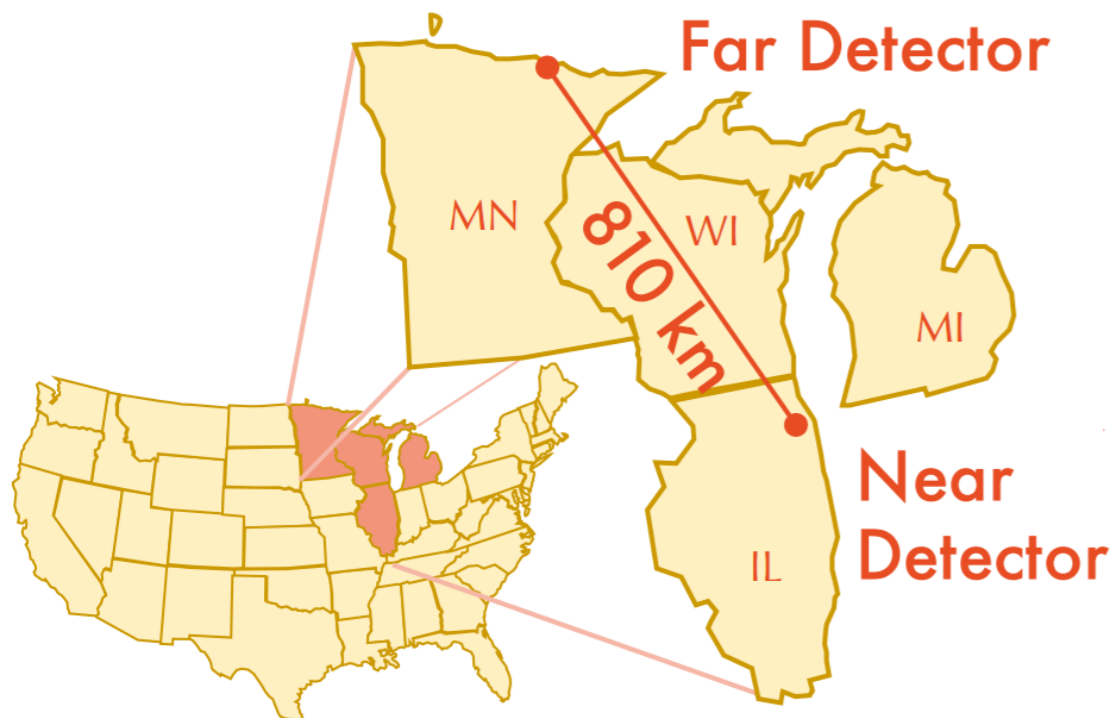 Far Detector
MN
WI
810 km
MI
Near
Detector
IL